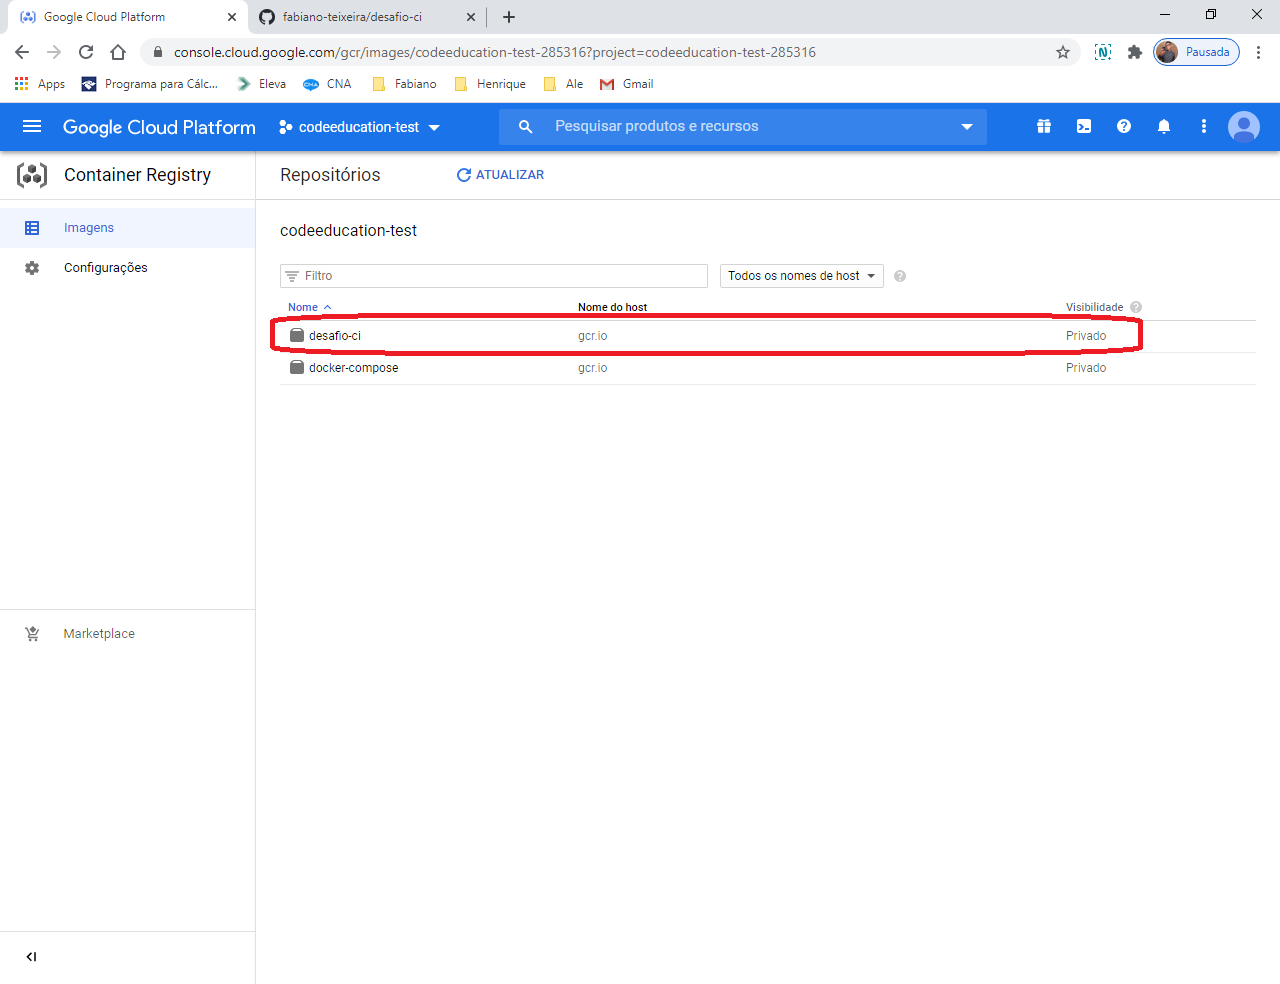 Google Cloud Platform
fabiano-teixeira/desafio-ci
console.cloud.google.com/gcr/images/codeeducation-test-285316?project=codeeducation-test-285316
Pausada
Apps
Programa para Cálc...
Eleva
CNA
Fabiano
Henrique
Ale
Gmail
Google Cloud Platform
codeeducation-test
Pesquisar produtos e recursos
Container Registry
Repositórios
ATUALIZAR
Imagens
Configurações
codeeducation-test
Filtro
Todos os nomes de host
Nome
Nome do host
Visibilidade
desafio-ci
gcr.io
Privado
docker-compose
gcr.io
Privado
Marketplace